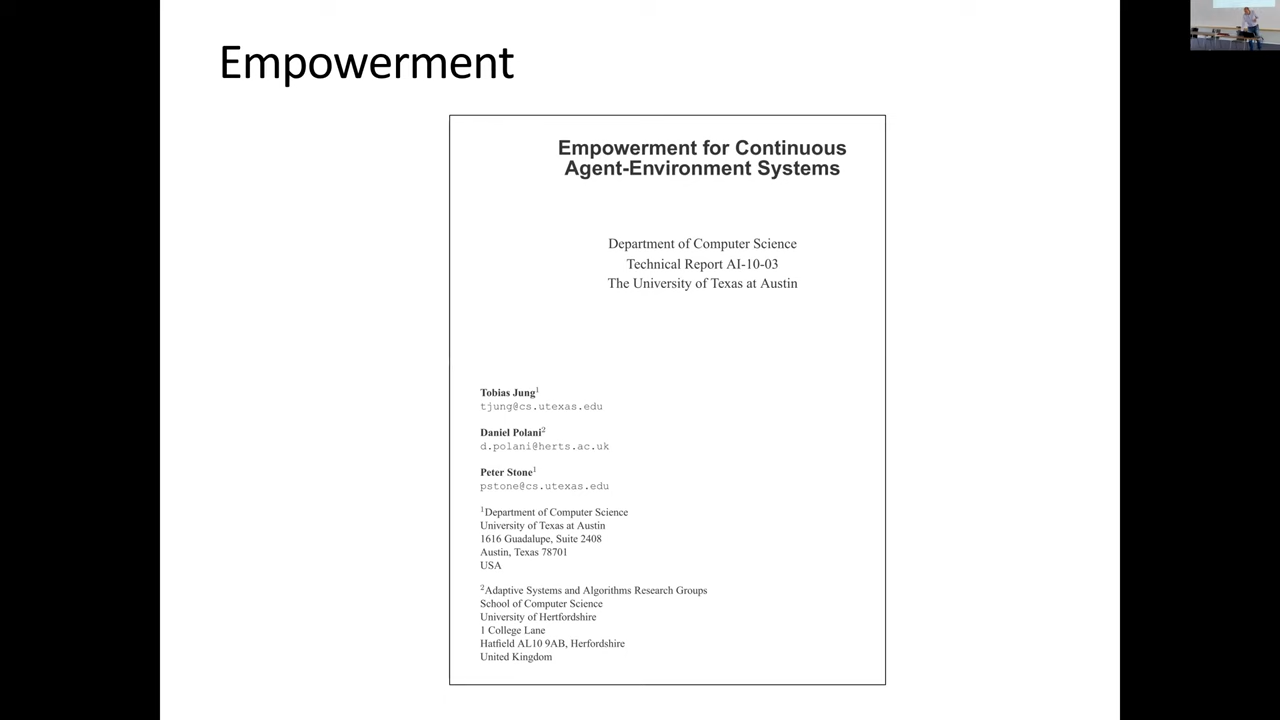 Empowerment
Empowerment for Continuous
Agent-Environment Systems
Department of Computer Science
Technical Report AI-10-03
The University of Texas at Austin
Tobias Jung¹
tjung@cs.utexas.edu
Daniel Polani²
d.polani@herts.ac.uk
Peter Stone¹
pstone@cs.utexas.edu
¹Department of Computer Science
University of Texas at Austin
1616 Guadalupe, Suite 2408
Austin, Texas 78701
USA
²Adaptive Systems and Algorithms Research Groups
School of Computer Science
University of Hertfordshire
1 College Lane
Hatfield AL10 9AB, Herfordshire
United Kingdom